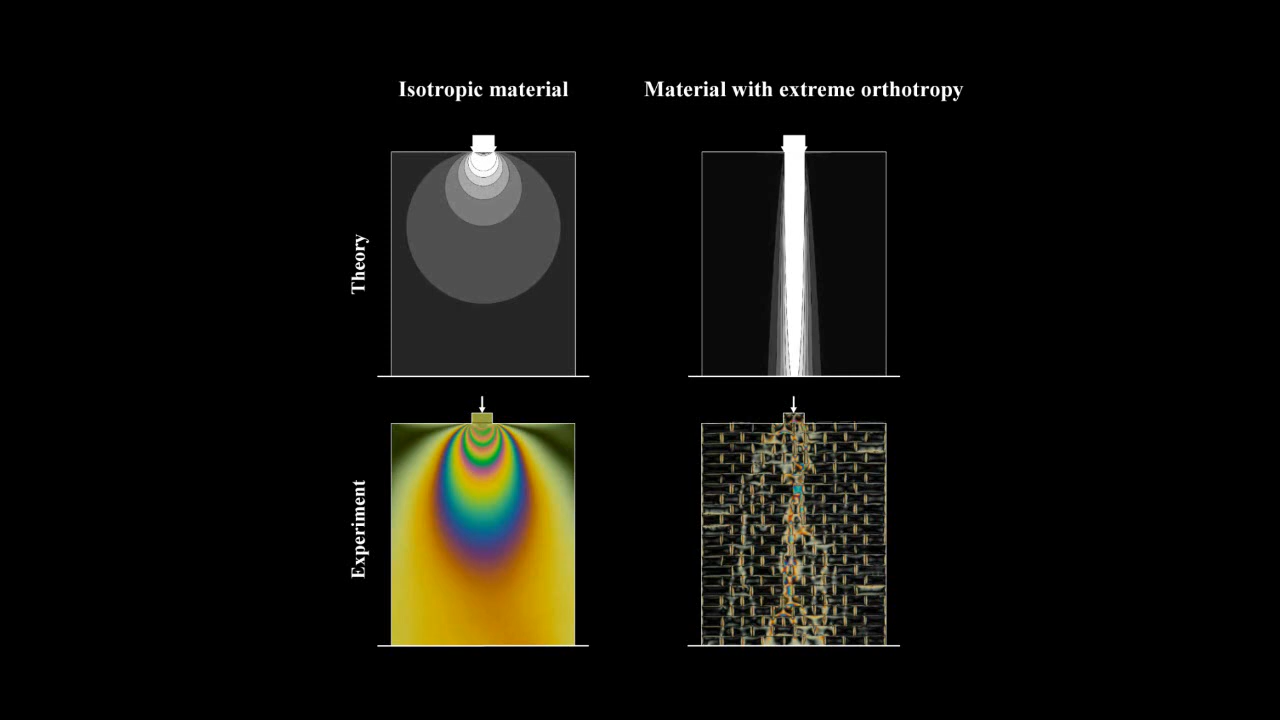 Isotropic material
Material with extreme orthotropy
Theory
Experiment